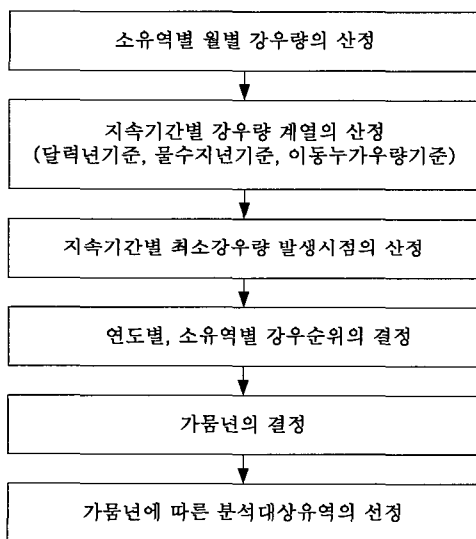 소유역별 월별 강우량의 산정
지속기간별 강우량 계열의 산정
(달력년기준, 물수지년기준, 이동누가우량기준)
지속기간별 최소강우량 발생시점의 산정
연도별, 소유역별 강우순위의 결정
가뭄년의 결정
가뭄년에 따른 분석대상유역의 선정